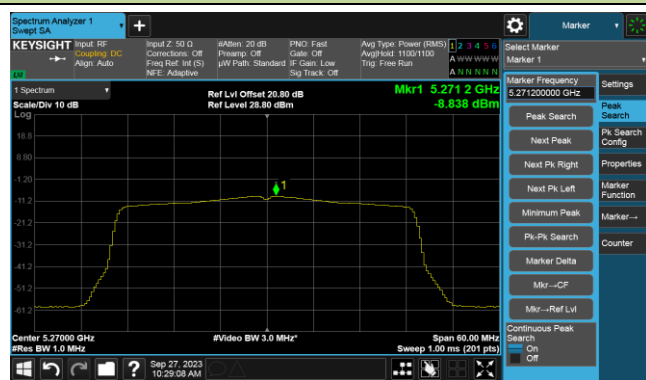 Spectrum Analyzer 1
Swept SA
Marker
KEYSIGHT
Input: RF
Coupling: DC
Align: Auto
Input Z: 50 Ω
Corrections: Off
Freq Ref: Int (S)
NFE: Adaptive
#Atten: 20 dB
Preamp: Off
µW Path: Standard
PNO: Fast
Gate: Off
IF Gain: Low
Sig Track: Off
Avg Type: Power (RMS)
Avg|Hold: 1100/1100
Trig: Free Run
1 2 3 4 5 6
A W W W W W
A N N N N N
Select Marker
Marker 1
1 Spectrum
Scale/Div 10 dB
Log
Ref Lvl Offset 20.80 dB
Ref Level 28.80 dBm
Mkr1 5.271 2 GHz
-8.838 dBm
18.8
8.80
-1.20
-11.2
-21.2
-31.2
-41.2
-51.2
-61.2
1
Center 5.27000 GHz
#Res BW 1.0 MHz
#Video BW 3.0 MHz*
Span 60.00 MHz
Sweep 1.00 ms (201 pts)
Marker Frequency
5.271200000 GHz
Peak Search
Next Peak
Next Pk Right
Next Pk Left
Minimum Peak
Pk-Pk Search
Marker Delta
Mkr→CF
Mkr→Ref Lvl
Continuous Peak
Search
On
Off
Settings
Peak
Search
Pk Search
Config
Properties
Marker
Function
Marker→
Counter
?
Sep 27, 2023
10:29:08 AM